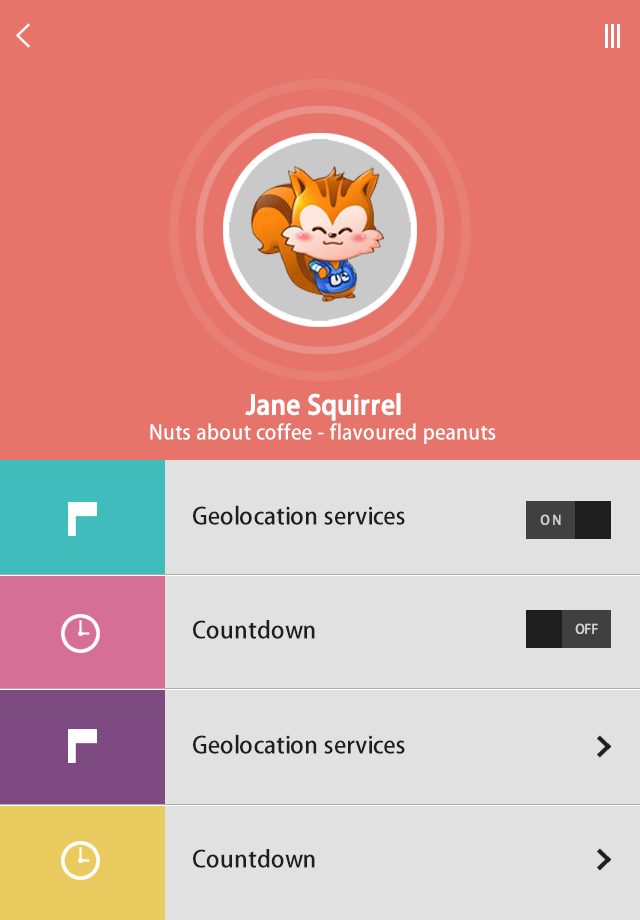 Jane Squirrel
Nuts about coffee - flavoured peanuts
Geolocation services
ON
Countdown
OFF
Geolocation services
Countdown